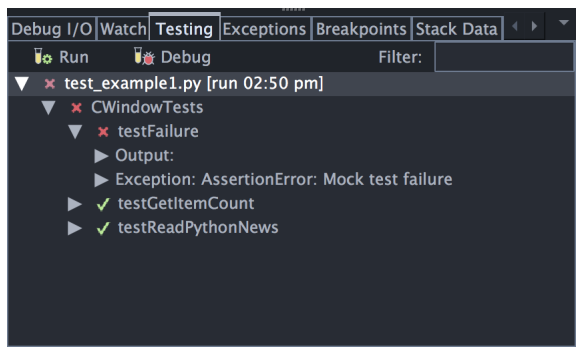 Debug I/O Watch Testing Exceptions Breakpoints Stack Data
Run Debug Filter:
test_example1.py [run 02:50 pm]
CWindowTests
testFailure
Output:
Exception: AssertionError: Mock test failure
testGetItemCount
testReadPythonNews